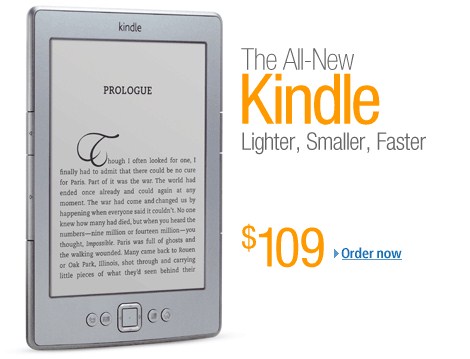 kindle
PROLOGUE
Though I often looked for one, I
finally had to admit that there could be no cure
for Paris. Part of it was the war. The world had
ended once already and could again at any
moment. The war had come and changed us by
happening when everyone said it couldn't. No one
knew how many had died, but when you heard the
numbers—nine million or fourteen million—you
thought, impossible. Paris was full of ghosts and
the walking wounded. Many came back to Rouen
or Oak Park, Illinois, shot through and carrying
little pieces of what they'd seen behind their
The All-New
Kindle
Lighter, Smaller, Faster
$109
Order now